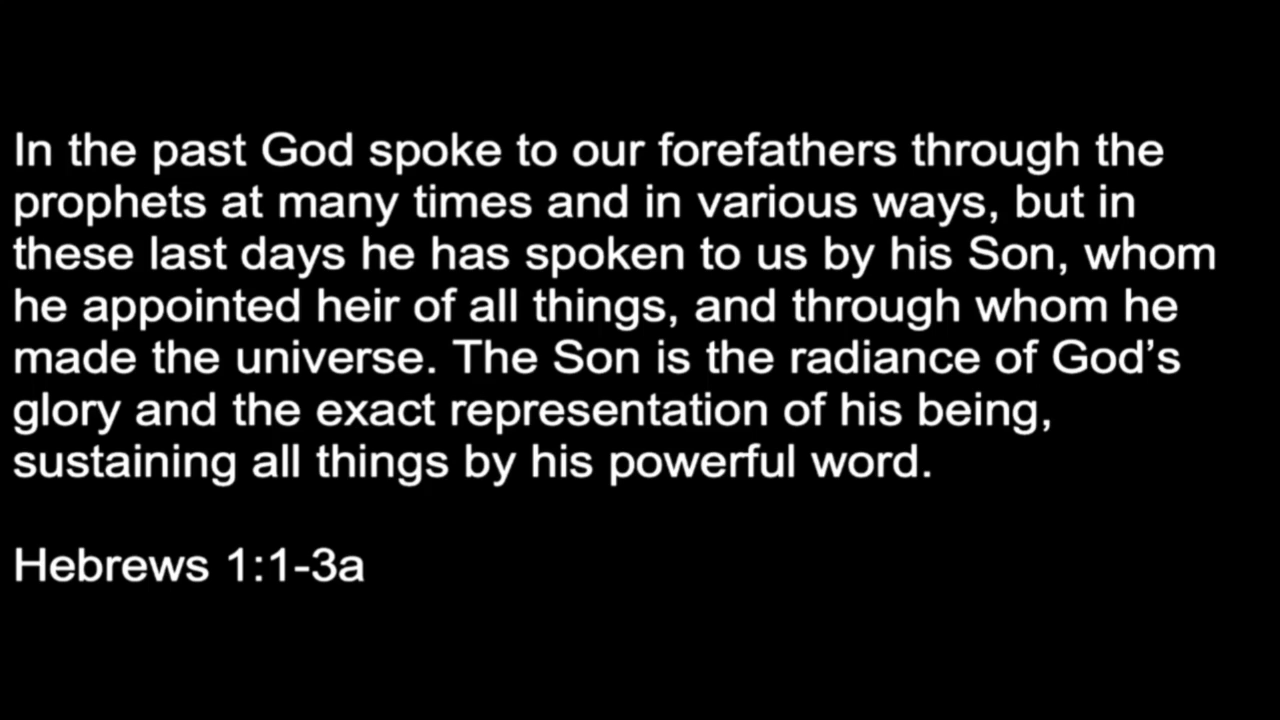 In the past God spoke to our forefathers through the
prophets at many times and in various ways, but in
these last days he has spoken to us by his Son, whom
he appointed heir of all things, and through whom he
made the universe. The Son is the radiance of God’s
glory and the exact representation of his being,
sustaining all things by his powerful word.
Hebrews 1:1-3a